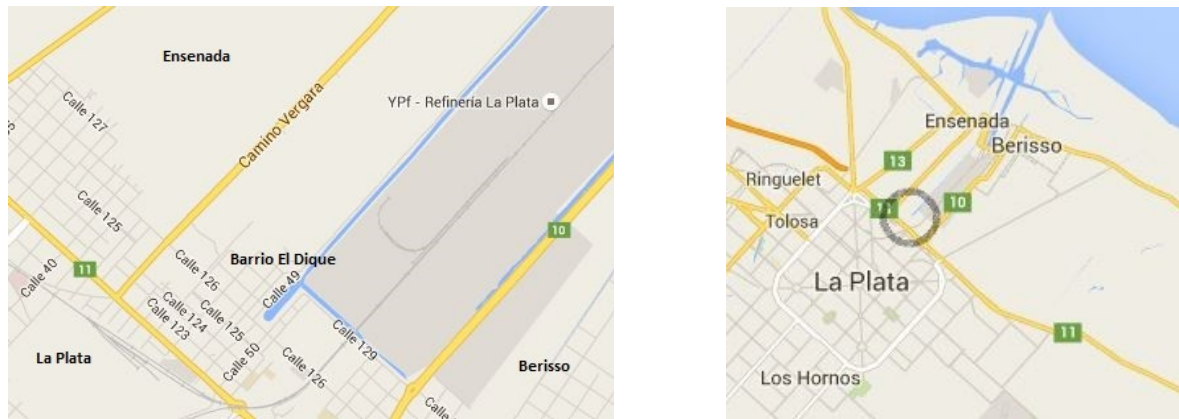 Ensenada
Calle 127
Camino Vergara
YPf - Refinería La Plata
Calle 125
10
Calle 40
11
Calle 126
Barrio El Dique
Calle 49
Calle 124
Calle 125
Calle 123
Calle 129
Calle 50
La Plata
Calle 126
Berisso
Ensenada
Berisso
13
Ringuelet
10
Tolosa
La Plata
11
Los Hornos